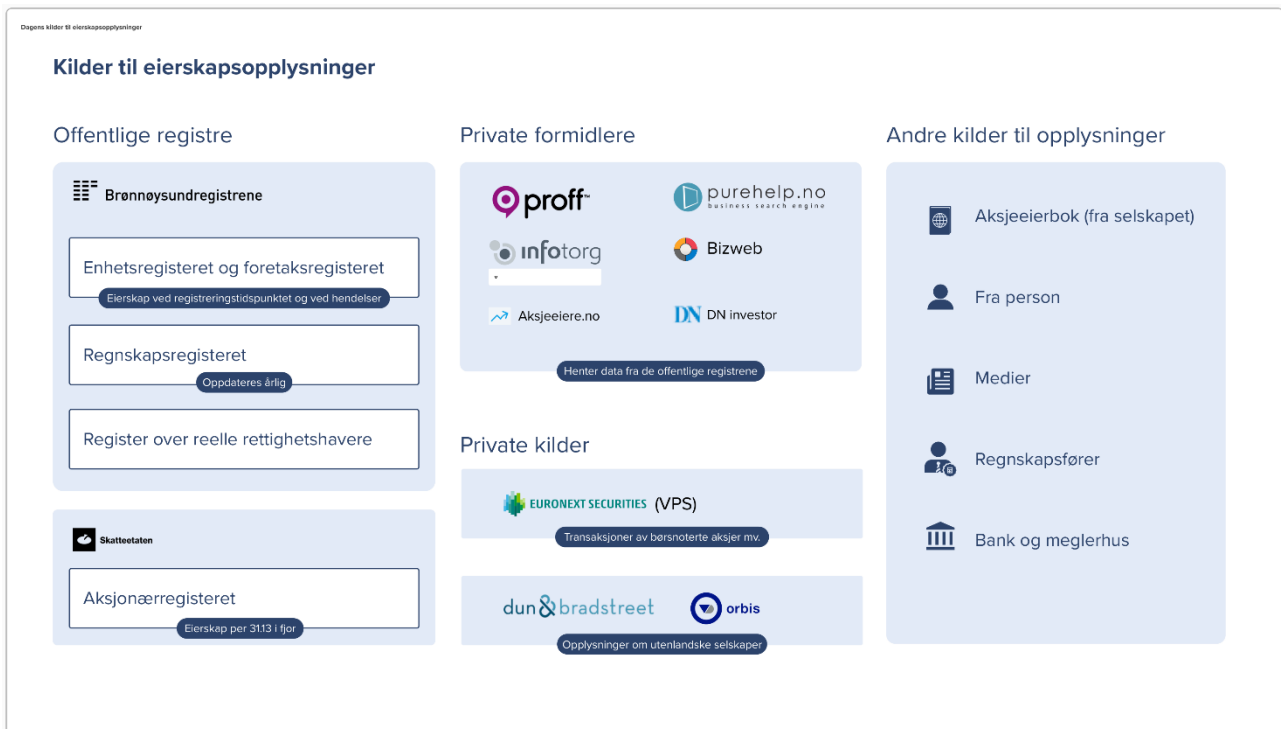 Dagens kilder til eierskapsopplysninger
Kilder til eierskapsopplysninger
Offentlige registre
Brønnøysundregistrene
Enhetsregisteret og foretaksregisteret
Eierskap ved registreringstidspunktet og ved hendelser
Regnskapsregisteret
Oppdateres årlig
Register over reelle rettighetshavere
Skatteetaten
Aksjonærregisteret
Eierskap per 31.13 i fjor
Private formidlere
proff™
purehelp.no
business search engine
infotorg
Bizweb
Aksjeeiere.no
DN DN investor
Henter data fra de offentlige registrene
Private kilder
EURONEXT SECURITIES (VPS)
Transaksjoner av børsnoterte aksjer mv.
dun & bradstreet
orbis
Opplysninger om utenlandske selskaper
Andre kilder til opplysninger
Aksjeeierbok (fra selskapet)
Fra person
Medier
Regnskapsfører
Bank og meglerhus